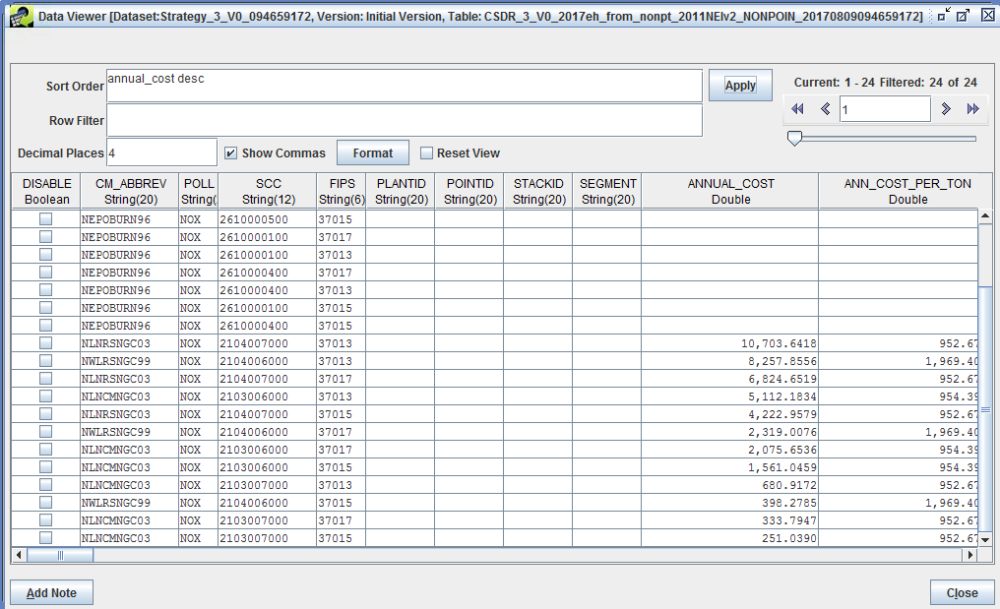 Data Viewer [Dataset:Strategy_3_V0_094659172, Version: Initial Version, Table: CSDR_3_V0_2017eh_from_nonpt_2011NEIv2_NONPOIN_20170809094659172]
Sort Order annual_cost desc Apply Current: 1 - 24 Filtered: 24 of 24
Row Filter 1
Decimal Places 4 Show Commas Format Reset View
DISABLE CM_ABBREV POLL SCC FIPS PLANTID POINTID STACKID SEGMENT ANNUAL_COST ANN_COST_PER_TON
Boolean String(20) String( String(12) String(6) String(20) String(20) String(20) String(20) Double Double
NEPOBURN96 NOX 2610000500 37015
NEPOBURN96 NOX 2610000100 37017
NEPOBURN96 NOX 2610000100 37013
NEPOBURN96 NOX 2610000400 37017
NEPOBURN96 NOX 2610000400 37013
NEPOBURN96 NOX 2610000100 37015
NEPOBURN96 NOX 2610000400 37015
NLNRSNGC03 NOX 2104007000 37013 10,703.6418 952.67
NWLRSNGC99 NOX 2104006000 37013 8,257.8556 1,969.40
NLNRSNGC03 NOX 2104007000 37017 6,824.6519 952.67
NLNCMNGC03 NOX 2103006000 37013 5,112.1834 954.39
NLNRSNGC03 NOX 2104007000 37015 4,222.9579 952.67
NWLRSNGC99 NOX 2104006000 37017 2,319.0076 1,969.40
NLNCMNGC03 NOX 2103006000 37017 2,075.6536 954.39
NLNCMNGC03 NOX 2103006000 37015 1,561.0459 954.39
NLNCMNGC03 NOX 2103007000 37013 680.9172 952.67
NWLRSNGC99 NOX 2104006000 37015 398.2785 1,969.40
NLNCMNGC03 NOX 2103007000 37017 333.7947 952.67
NLNCMNGC03 NOX 2103007000 37015 251.0390 952.67
Add Note Close